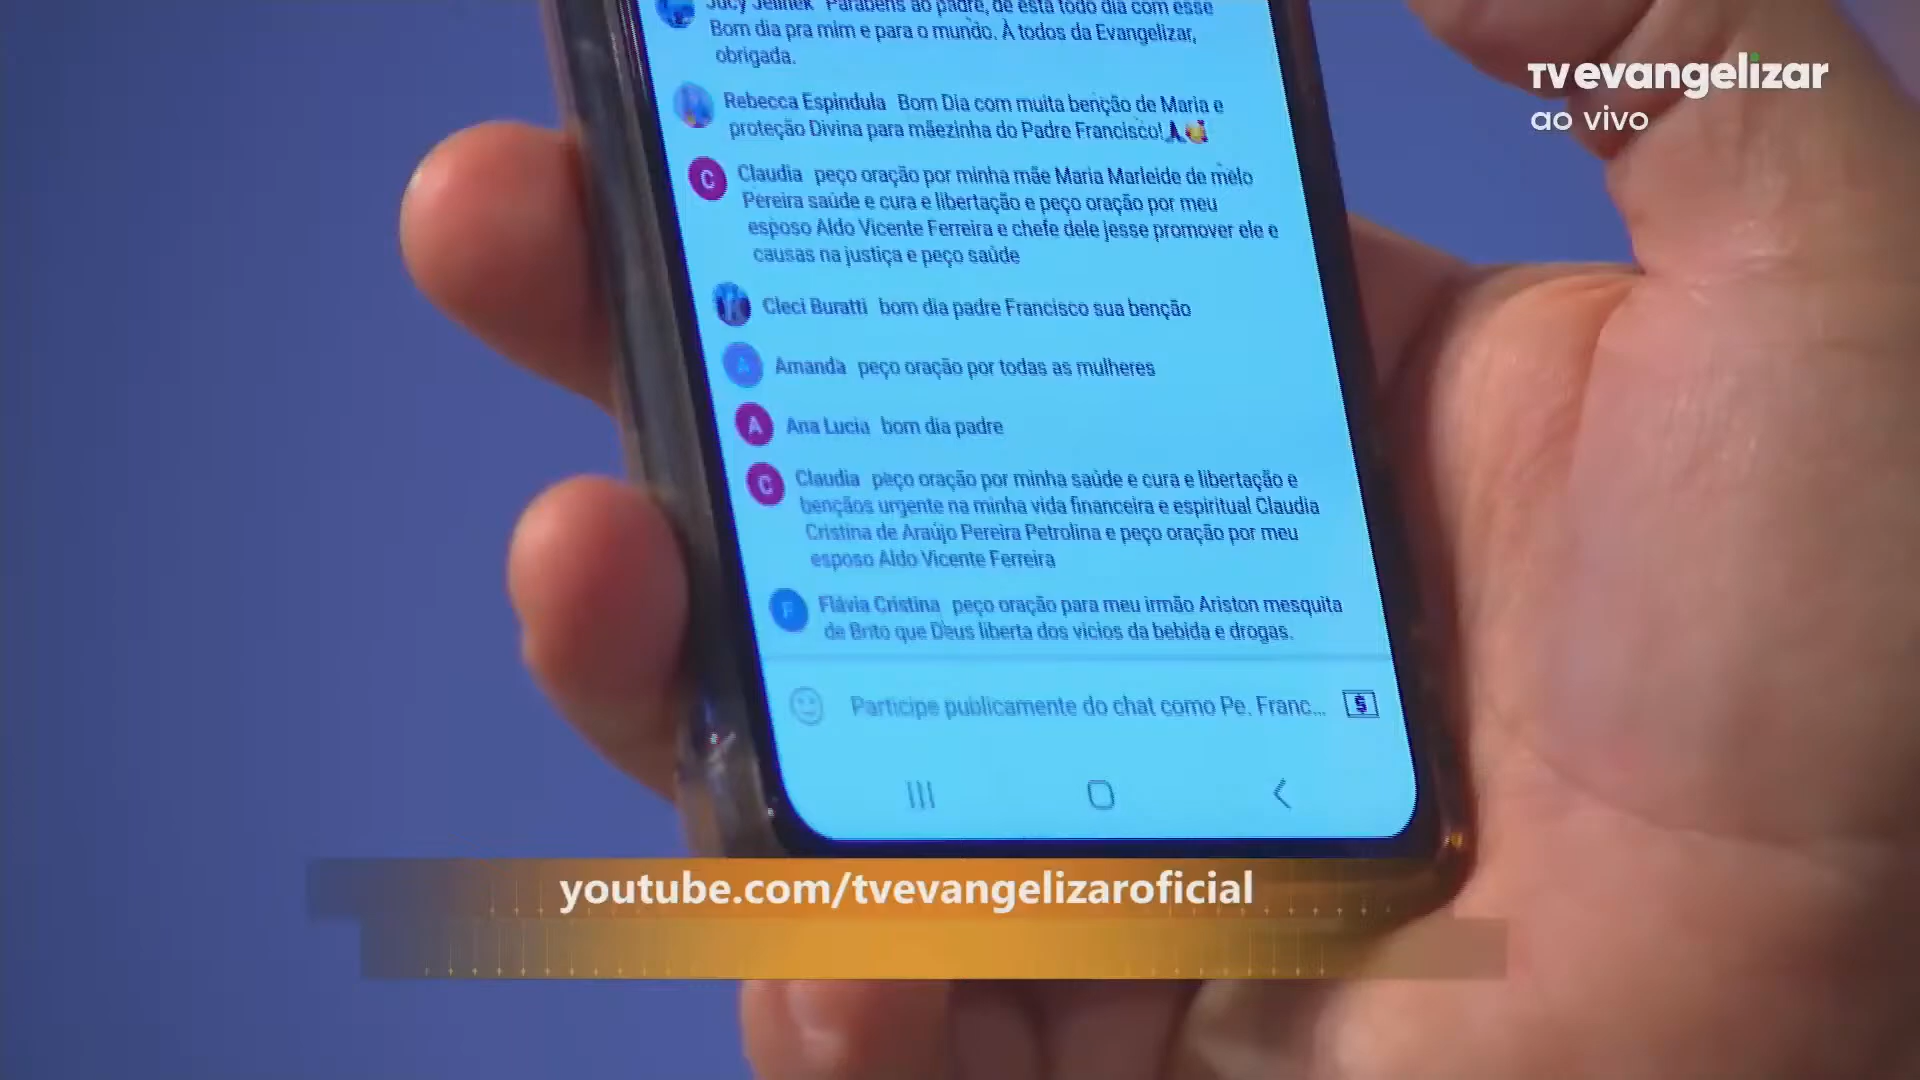 Jucy Jelinek Parabéns ao padre, de está todo dia com esse
Bom dia pra mim e para o mundo. À todos da Evangelizar,
obrigada.
Rebecca Espindula Bom Dia com muita benção de Maria e
proteção Divina para mãezinha do Padre Francisco!
C Claudia peço oração por minha mãe Maria Marleide de melo
Pereira saúde e cura e libertação e peço oração por meu
esposo Aldo Vicente Ferreira e chefe dele jesse promover ele e
causas na justiça e peço saúde
Cleci Buratti bom dia padre Francisco sua benção
A Amanda peço oração por todas as mulheres
A Ana Lucia bom dia padre
C Claudia peço oração por minha saúde e cura e libertação e
bençãos urgente na minha vida financeira e espiritual Claudia
Cristina de Araújo Pereira Petrolina e peço oração por meu
esposo Aldo Vicente Ferreira
F Flávia Cristina peço oração para meu irmão Ariston mesquita
de Brito que Deus liberta dos vicios da bebida e drogas.
Participe publicamente do chat como Pe. Franc... $
TV evangelizar
ao vivo
youtube.com/tvevangelizaroficial